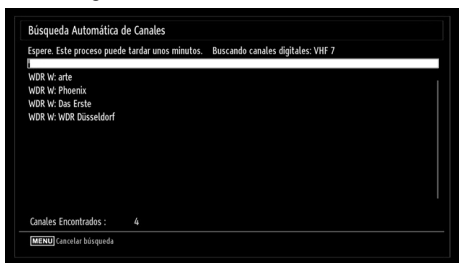 Búsqueda Automática de Canales
Espere. Este proceso puede tardar unos minutos. Buscando canales digitales: VHF 7
WDR W: arte
WDR W: Phoenix
WDR W: Das Erste
WDR W: WDR Düsseldorf
Canales Encontrados : 4
MENU Cancelar búsqueda